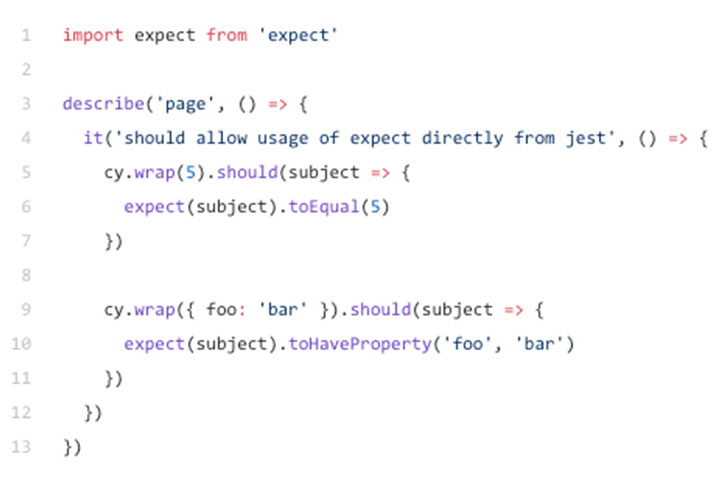 1 import expect from 'expect'
2
3 describe('page', () => {
4   it('should allow usage of expect directly from jest', () => {
5     cy.wrap(5).should(subject => {
6       expect(subject).toEqual(5)
7     })
8
9     cy.wrap({ foo: 'bar' }).should(subject => {
10       expect(subject).toHaveProperty('foo', 'bar')
11     })
12   })
13 })